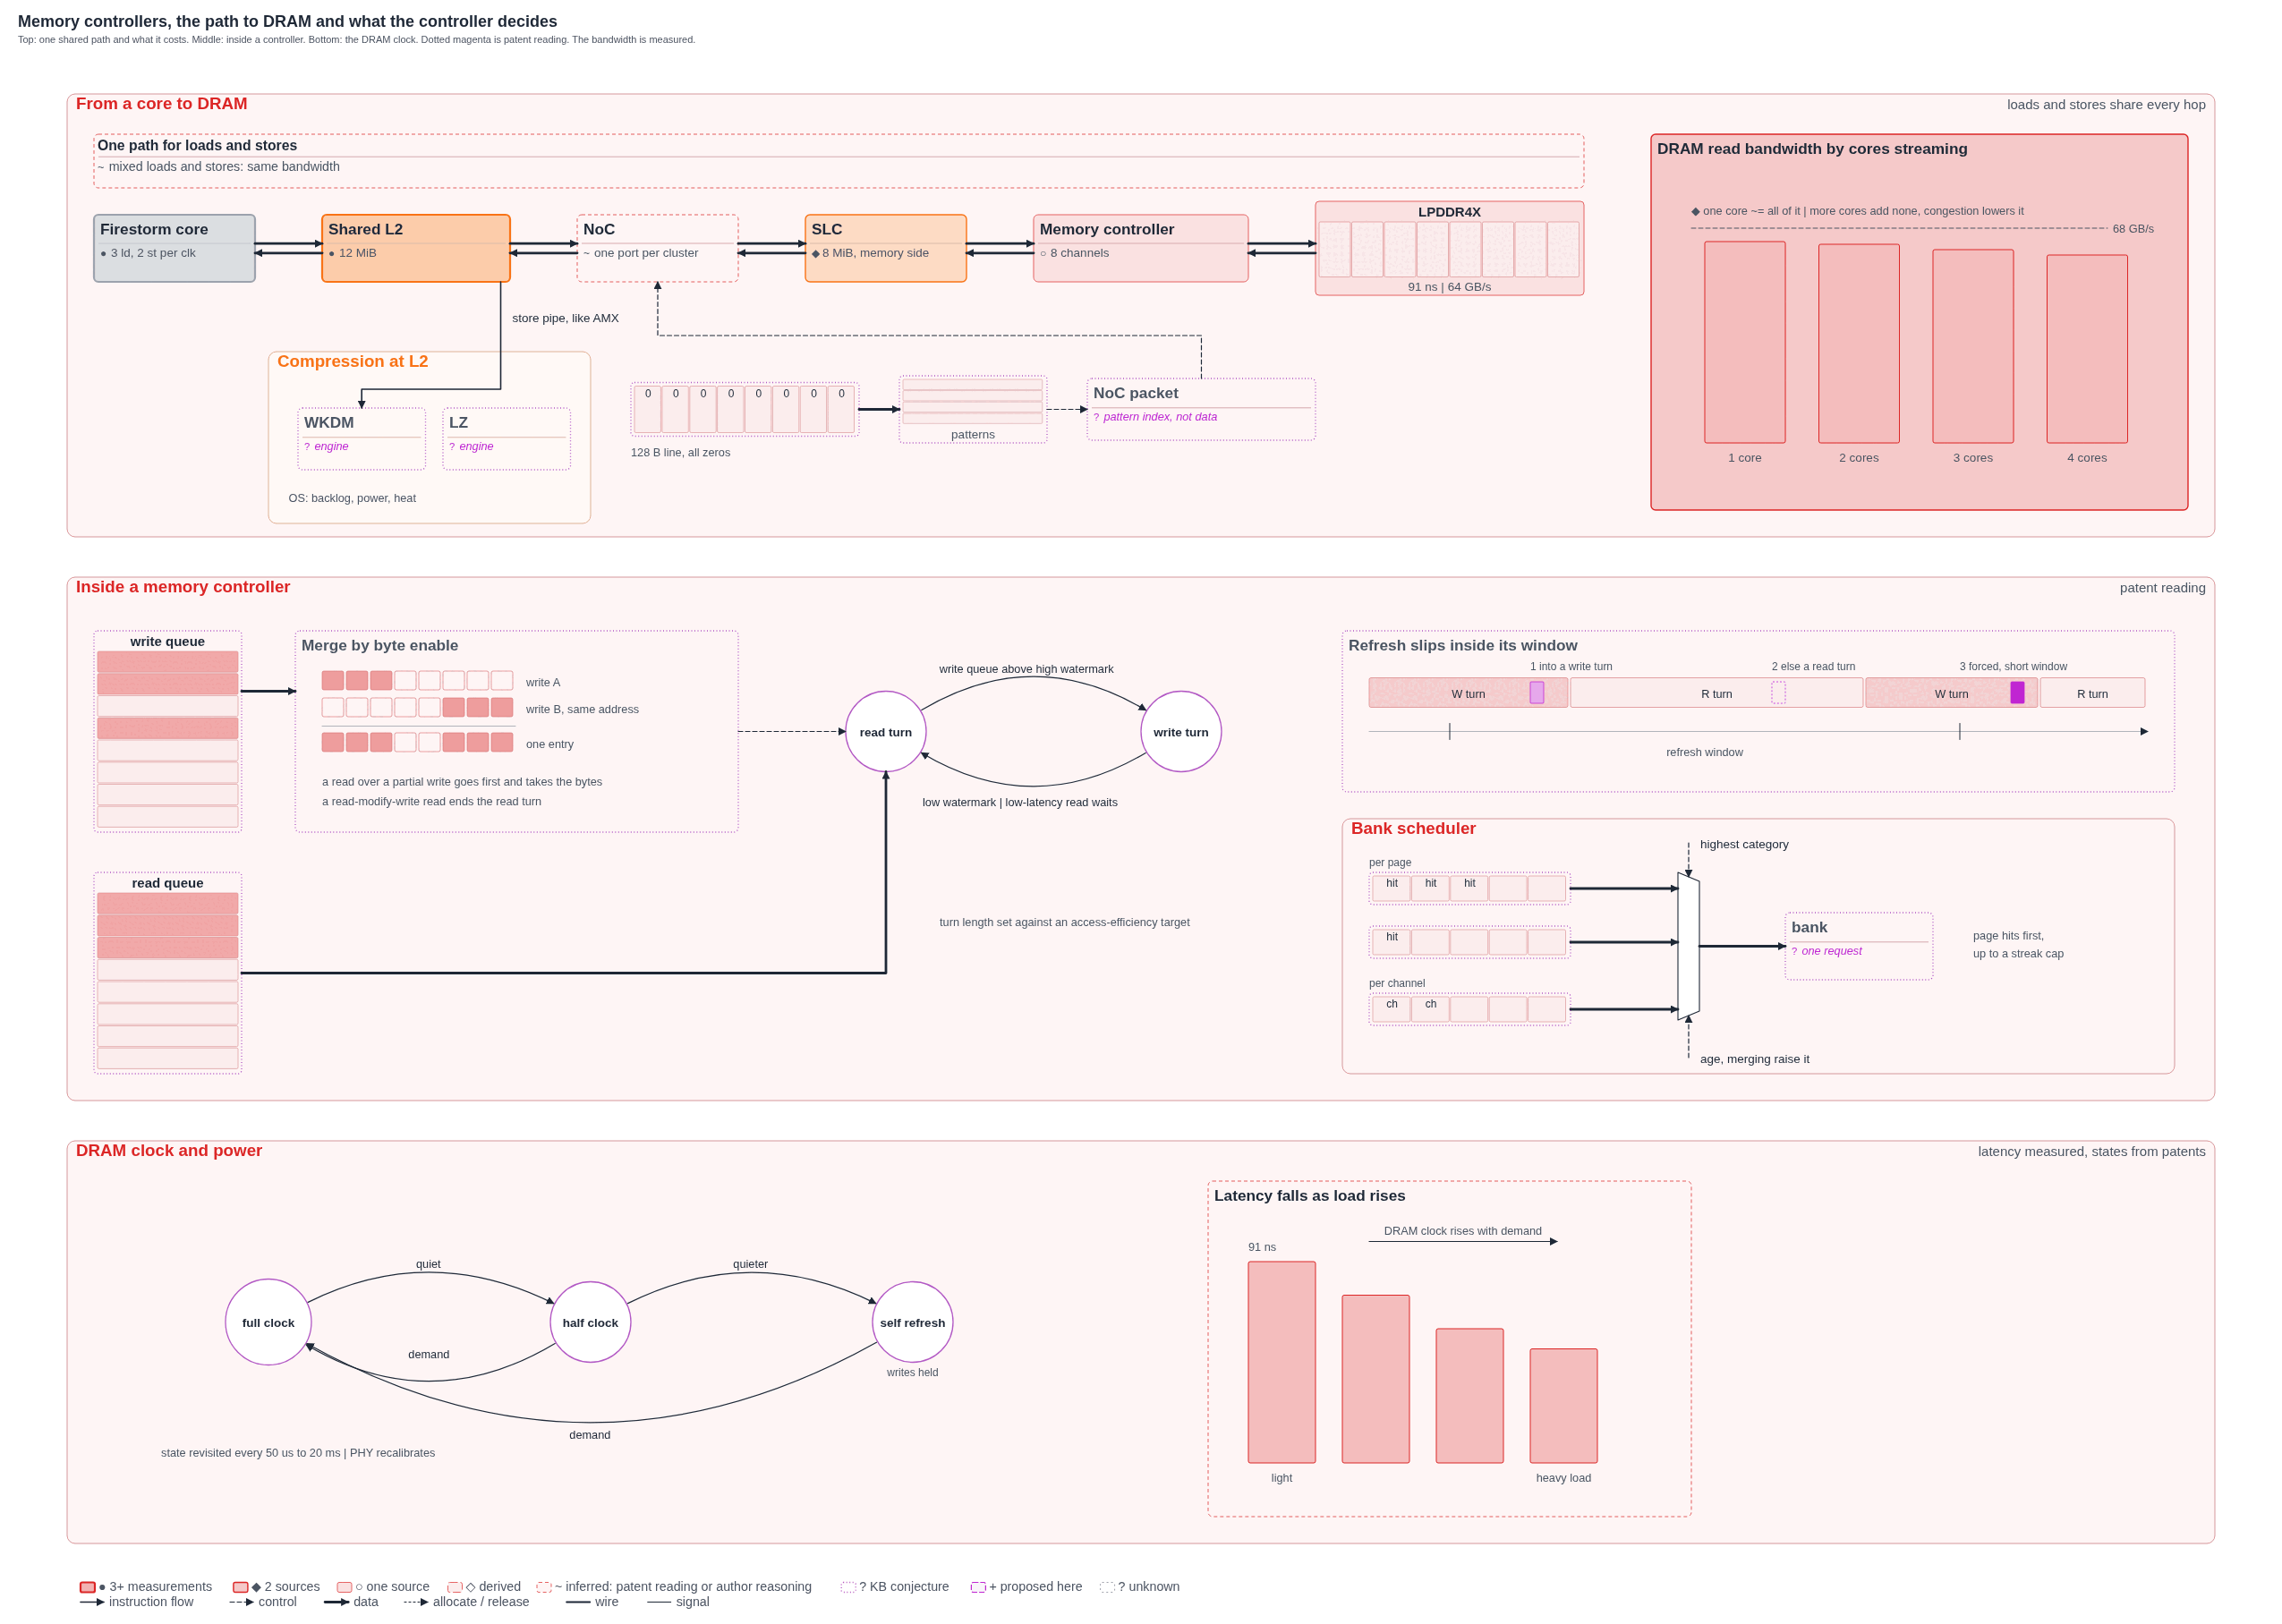 Memory controllers, the path to DRAM and what the controller decides
Top: one shared path and what it costs. Middle: inside a controller. Bottom: the DRAM clock. Dotted magenta is patent reading. The bandwidth is measured.
From a core to DRAM
loads and stores share every hop
One path for loads and stores
~ mixed loads and stores: same bandwidth
Firestorm core
● 3 ld, 2 st per clk
Shared L2
● 12 MiB
NoC
~ one port per cluster
SLC
◆ 8 MiB, memory side
Memory controller
○ 8 channels
LPDDR4X
91 ns | 64 GB/s
DRAM read bandwidth by cores streaming
◆ one core ~= all of it | more cores add none, congestion lowers it
68 GB/s
1 core
2 cores
3 cores
4 cores
store pipe, like AMX
Compression at L2
WKDM
? engine
LZ
? engine
OS: backlog, power, heat
0 0 0 0 0 0 0 0
128 B line, all zeros
patterns
NoC packet
? pattern index, not data
Inside a memory controller
patent reading
write queue
Merge by byte enable
write A
write B, same address
one entry
a read over a partial write goes first and takes the bytes
a read-modify-write read ends the read turn
read queue
write queue above high watermark
read turn
write turn
low watermark | low-latency read waits
turn length set against an access-efficiency target
Refresh slips inside its window
1 into a write turn
2 else a read turn
3 forced, short window
W turn
R turn
W turn
R turn
refresh window
Bank scheduler
per page
hit hit hit
hit
per channel
ch ch
highest category
age, merging raise it
bank
? one request
page hits first,
up to a streak cap
DRAM clock and power
latency measured, states from patents
full clock
half clock
self refresh
quiet
quieter
demand
demand
writes held
state revisited every 50 us to 20 ms | PHY recalibrates
Latency falls as load rises
DRAM clock rises with demand
91 ns
light
heavy load
● 3+ measurements
◆ 2 sources
○ one source
◇ derived
~ inferred: patent reading or author reasoning
? KB conjecture
+ proposed here
? unknown
instruction flow
control
data
allocate / release
wire
signal